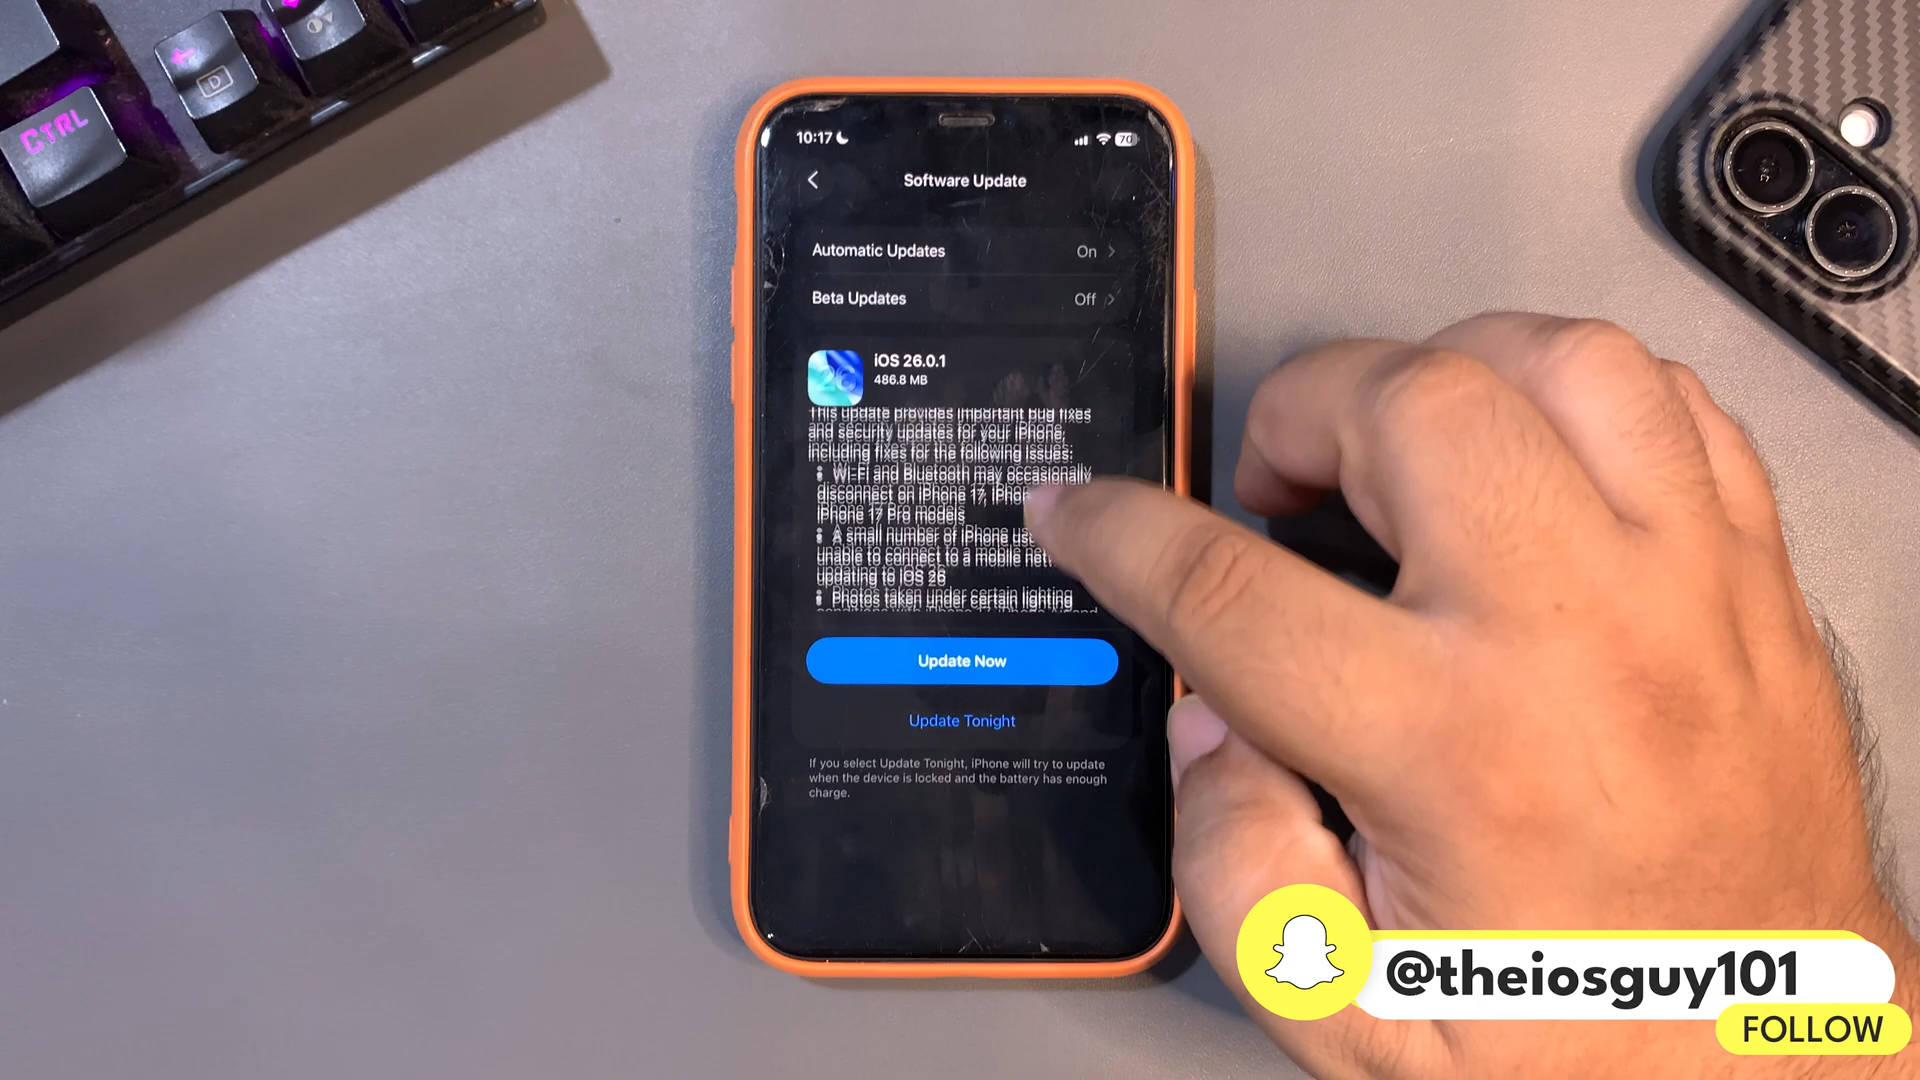 CTRL
D
10:17
70
Software Update
Automatic Updates On
Beta Updates Off
26
iOS 26.0.1
486.8 MB
This update provides important bug fixes
and security updates for your iPhone,
including fixes for the following issues:
• Wi-Fi and Bluetooth may occasionally
disconnect on iPhone 17,
iPhone 17 Pro models
• A small number of iPhone
unable to connect to a mobile
updating to iOS 26
• Photos taken under certain lighting
Update Now
Update Tonight
If you select Update Tonight, iPhone will try to update
when the device is locked and the battery has enough
charge.
@theiosguy101
FOLLOW